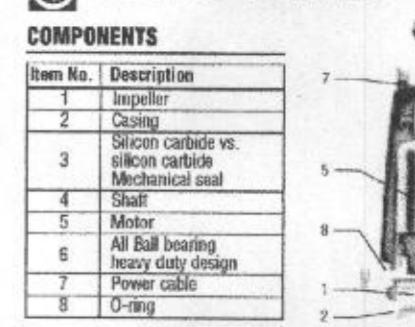 COMPONENTS
Item No. Description
1 Impeller
2 Casing
3 Silicon carbide vs.
silicon carbide
Mechanical seal
4 Shaft
5 Motor
6 All Ball bearing
heavy duty design
7 Power cable
8 O-ring
7
5
8
1
2